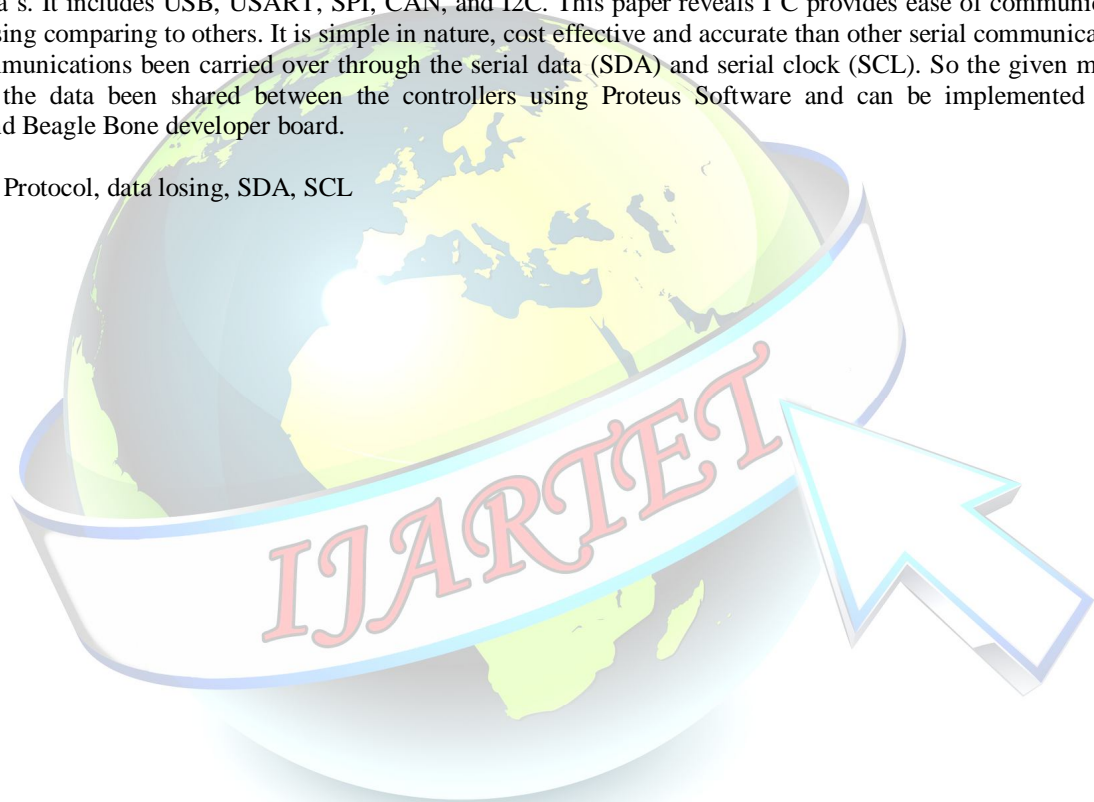 a s. It includes USB, USART, SPI, CAN, and I2C. This paper reveals I C provides ease of communic
sing comparing to others. It is simple in nature, cost effective and accurate than other serial communica
mmunications been carried over through the serial data (SDA) and serial clock (SCL). So the given m
the data been shared between the controllers using Proteus Software and can be implemented
nd Beagle Bone developer board.
Protocol, data losing, SDA, SCL
IJARTET